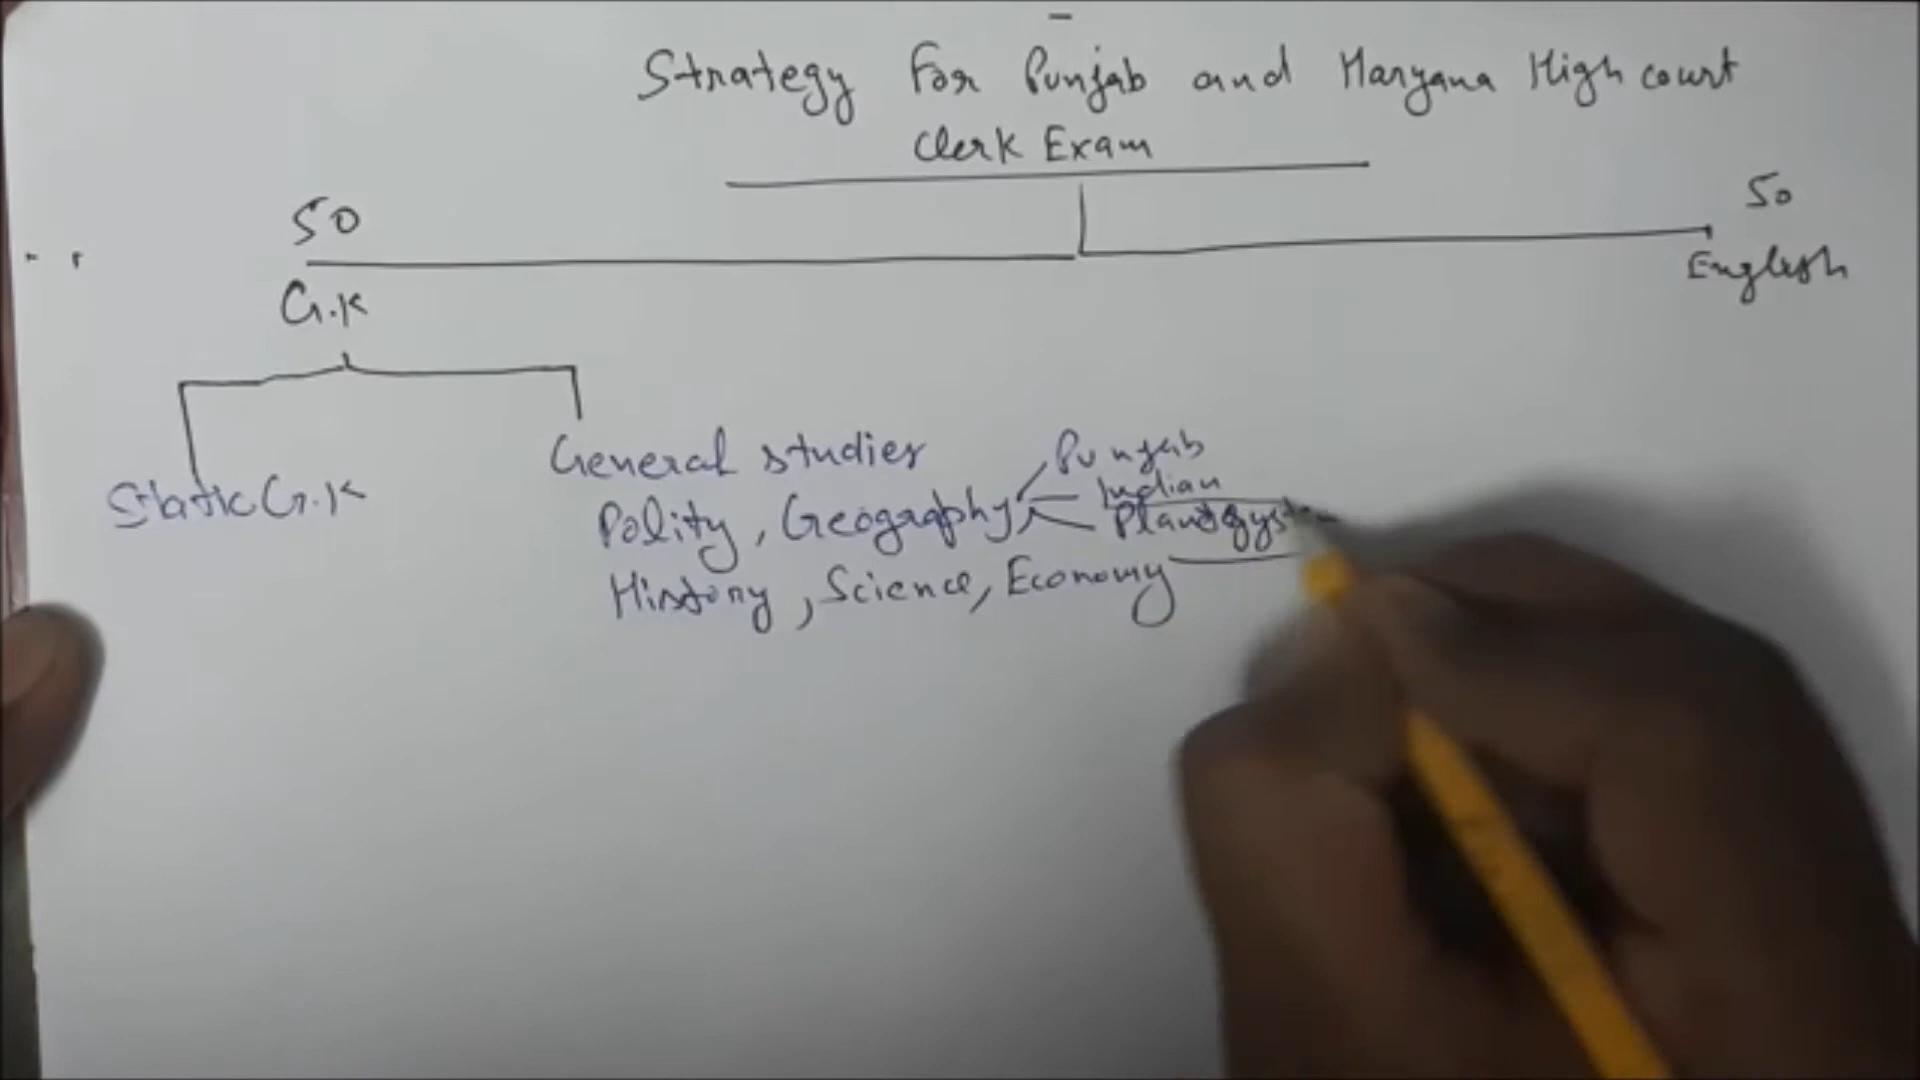 Strategy For Punjab and Haryana High court
Clerk Exam
50
50
G.K
English
General studies
Punjab
Static G.K
Indian
Polity, Geography
History, Science, Economy